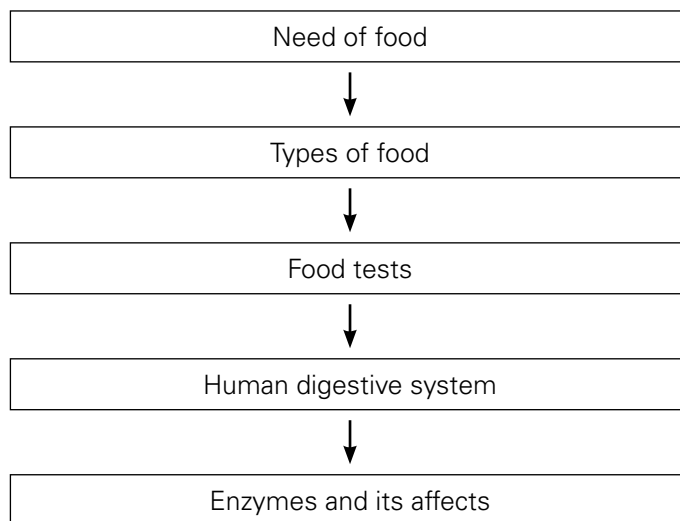 Need of food
Types of food
Food tests
Human digestive system
Enzymes and its affects